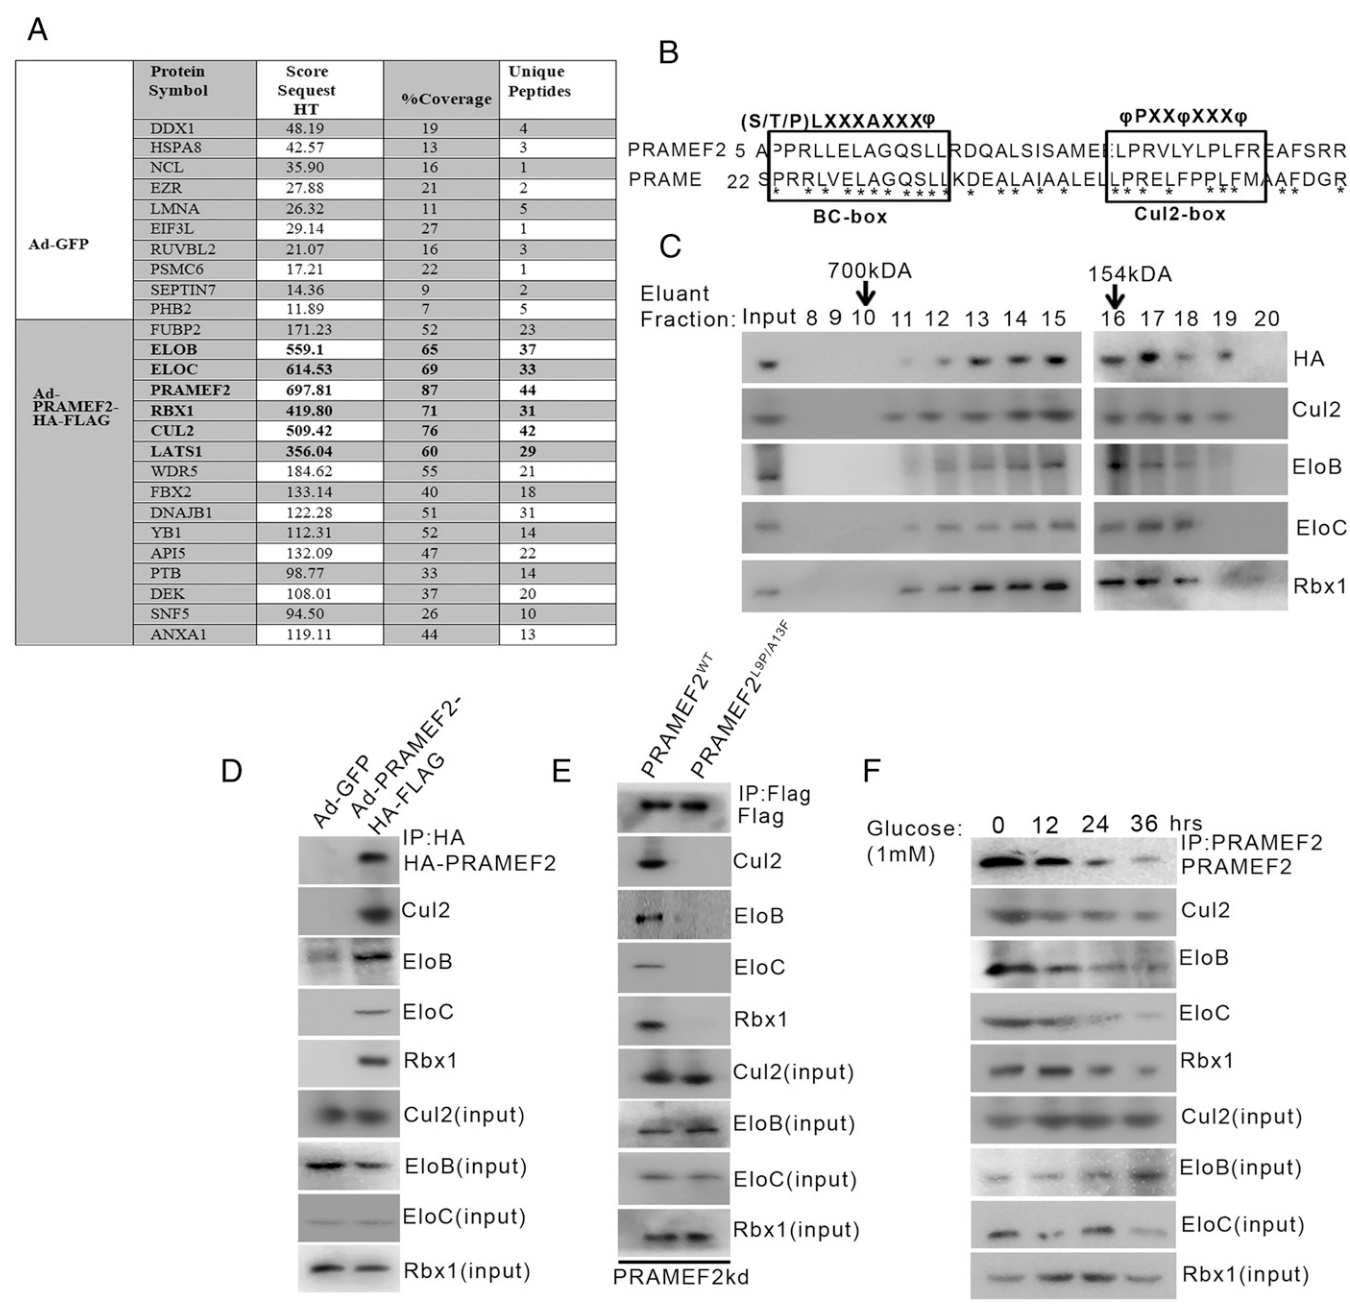 A
Protein Symbol Score Sequest HT %Coverage Unique Peptides
Ad-GFP
DDX1 48.19 19 4
HSPA8 42.57 13 3
NCL 35.90 16 1
EZR 27.88 21 2
LMNA 26.32 11 5
EIF3L 29.14 27 1
RUVBL2 21.07 16 3
PSMC6 17.21 22 1
SEPTIN7 14.36 9 2
PHB2 11.89 7 5
Ad-PRAMEF2-HA-FLAG
FUBP2 171.23 52 23
ELOB 559.1 65 37
ELOC 614.53 69 33
PRAMEF2 697.81 87 44
RBX1 419.80 71 31
CUL2 509.42 76 42
LATS1 356.04 60 29
WDR5 184.62 55 21
FBX2 133.14 40 18
DNAJB1 122.28 51 31
YB1 112.31 52 14
API5 132.09 47 22
PTB 98.77 33 14
DEK 108.01 37 20
SNF5 94.50 26 10
ANXA1 119.11 44 13
B
(S/T/P)LXXXAXXXφ φPXXφXXXφ
PRAMEF2 5 APPRLLELAGQSLLRDQALSISAMEELPRVLYLPLFREAFSRR
PRAME 22 SPRRLVELAGQSLLKDEALAIAALELLPRELFPPLFMAAFDGR
BC-box Cul2-box
C
700kDA 154kDA
Eluant
Fraction: Input 8 9 10 11 12 13 14 15 16 17 18 19 20
HA
Cul2
EloB
EloC
Rbx1
D
Ad-GFP
Ad-PRAMEF2-
HA-FLAG
IP:HA
HA-PRAMEF2
Cul2
EloB
EloC
Rbx1
Cul2(input)
EloB(input)
EloC(input)
Rbx1(input)
E
PRAMEF2WT
PRAMEF2L9P/A13F
IP:Flag
Flag
Cul2
EloB
EloC
Rbx1
Cul2(input)
EloB(input)
EloC(input)
Rbx1(input)
PRAMEF2kd
F
Glucose: 0 12 24 36 hrs
(1mM)
IP:PRAMEF2
PRAMEF2
Cul2
EloB
EloC
Rbx1
Cul2(input)
EloB(input)
EloC(input)
Rbx1(input)